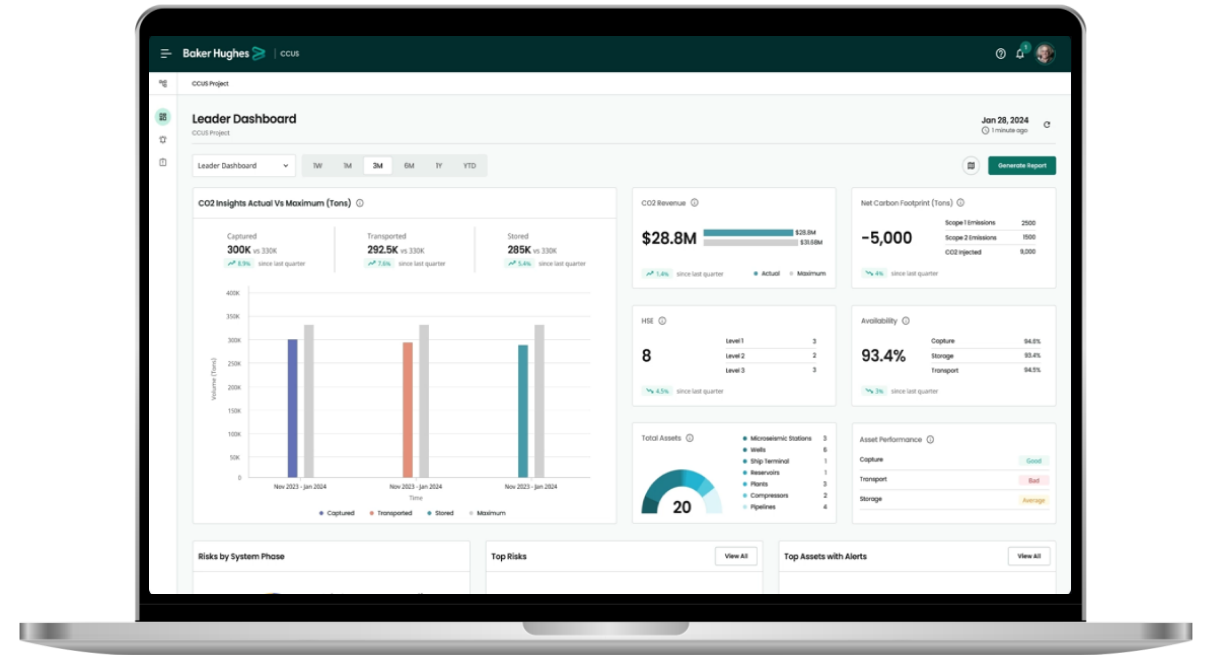 Baker Hughes | CCUS
1
CCUS Project
Leader Dashboard
CCUS Project
Jan 28, 2024
1 minute ago
Leader Dashboard
1W 1M 3M 6M 1Y YTD
Generate Report
CO2 Insights Actual Vs Maximum (Tons)
Captured
300K vs 330K
8.9% since last quarter
Transported
292.5K vs 330K
7.6% since last quarter
Stored
285K vs 330K
5.4% since last quarter
Volume (Tons)
400K
350K
300K
250K
200K
150K
100K
50K
0
Nov 2023 - Jan 2024
Nov 2023 - Jan 2024
Nov 2023 - Jan 2024
Time
Captured Transported Stored Maximum
CO2 Revenue
$28.8M
$28.8M
$31.68M
1.4% since last quarter
Actual Maximum
Net Carbon Footprint (Tons)
-5,000
Scope 1 Emissions 2500
Scope 2 Emissions 1500
CO2 Injected 9,000
4% since last quarter
HSE
8
Level 1 3
Level 2 2
Level 3 3
4.5% since last quarter
Availability
93.4%
Capture 94.5%
Storage 93.4%
Transport 94.5%
3% since last quarter
Total Assets
20
Microseismic Stations 3
Wells 6
Ship Terminal 1
Reservoirs 1
Plants 3
Compressors 2
Pipelines 4
Asset Performance
Capture Good
Transport Bad
Storage Average
Risks by System Phase
Top Risks
View All
Top Assets with Alerts
View All